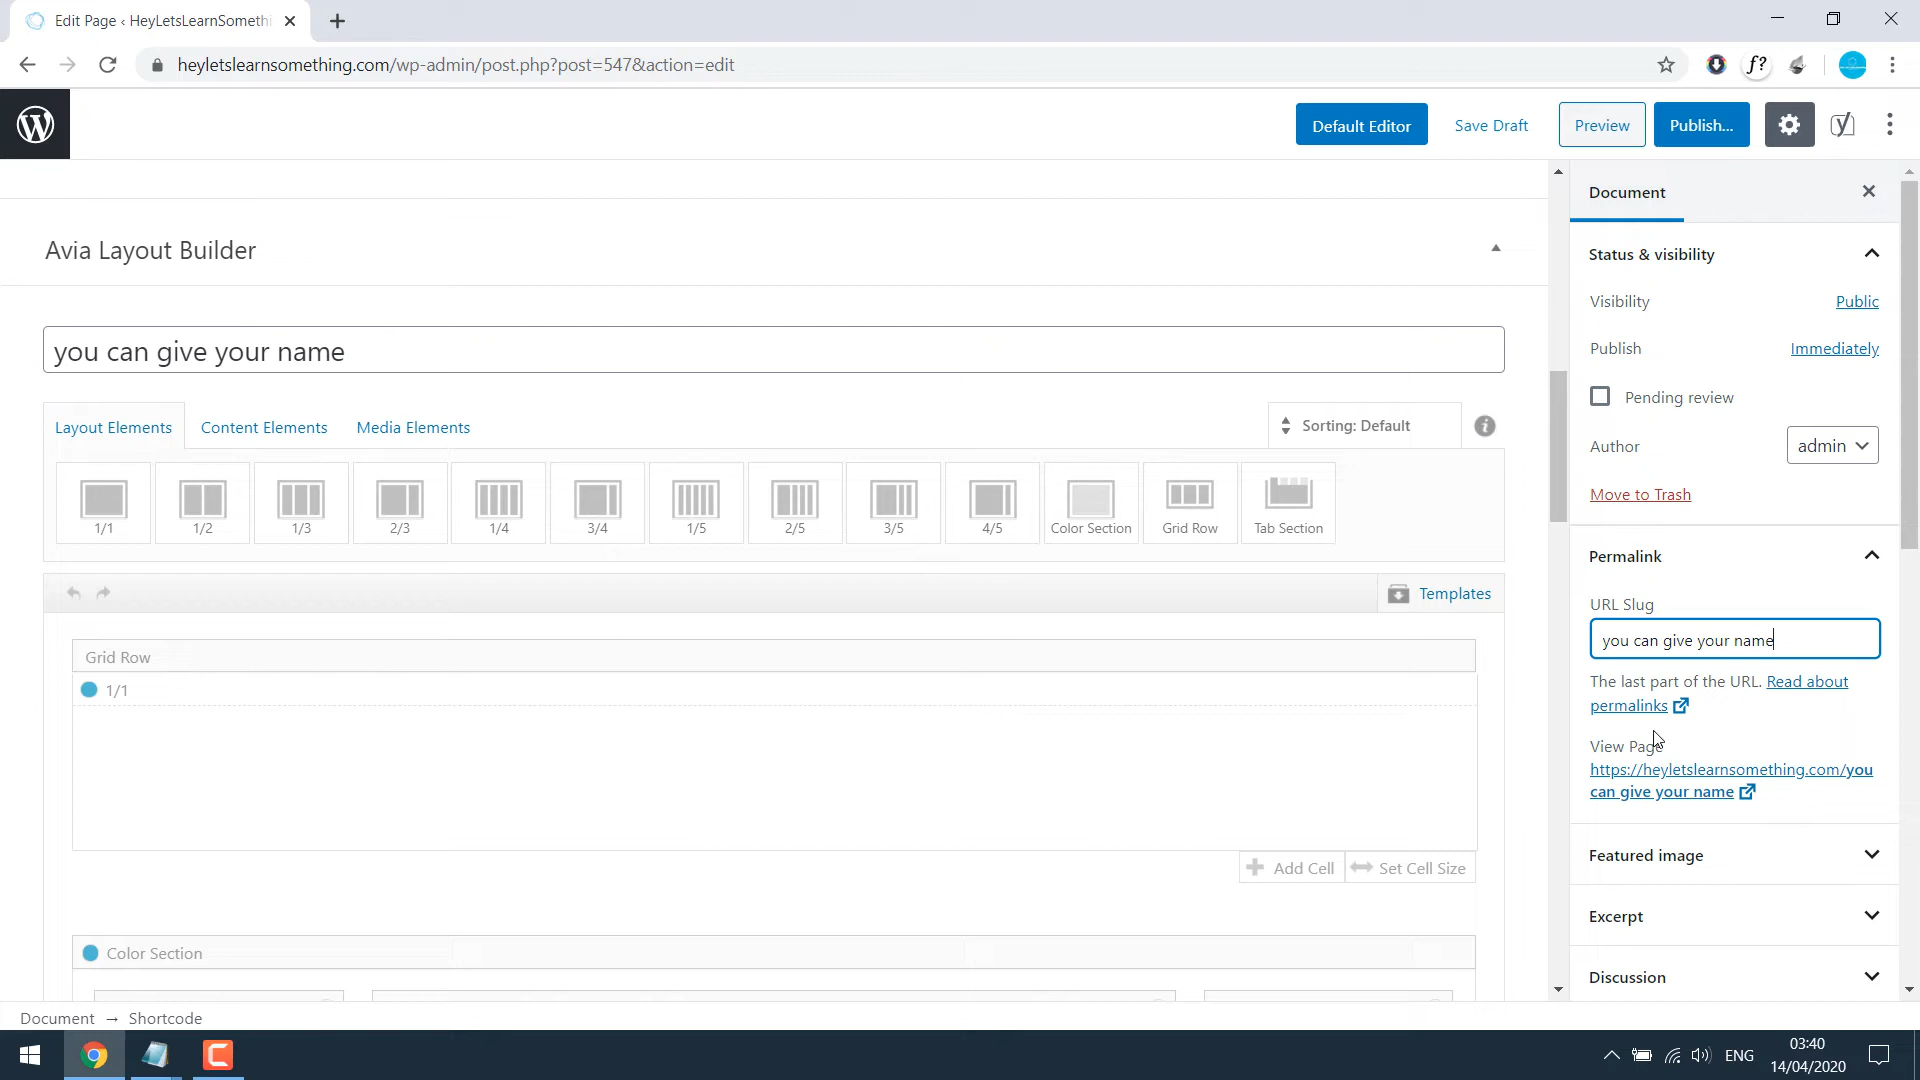 Edit Page ‹ HeyLetsLearnSomethi
heyletslearnsomething.com/wp-admin/post.php?post=547&action=edit
f?
Default Editor
Save Draft
Preview
Publish...
Document
Avia Layout Builder
Status & visibility
Visibility
Public
Publish
Immediately
you can give your name
Pending review
Layout Elements
Content Elements
Media Elements
Sorting: Default
Author
admin
Move to Trash
1/1
1/2
1/3
2/3
1/4
3/4
1/5
2/5
3/5
4/5
Color Section
Grid Row
Tab Section
Permalink
Templates
URL Slug
you can give your name
Grid Row
1/1
The last part of the URL. Read about
permalinks
View Page
https://heyletslearnsomething.com/you
can give your name
Add Cell
Set Cell Size
Featured image
Excerpt
Color Section
Discussion
Document → Shortcode
ENG
03:40
14/04/2020